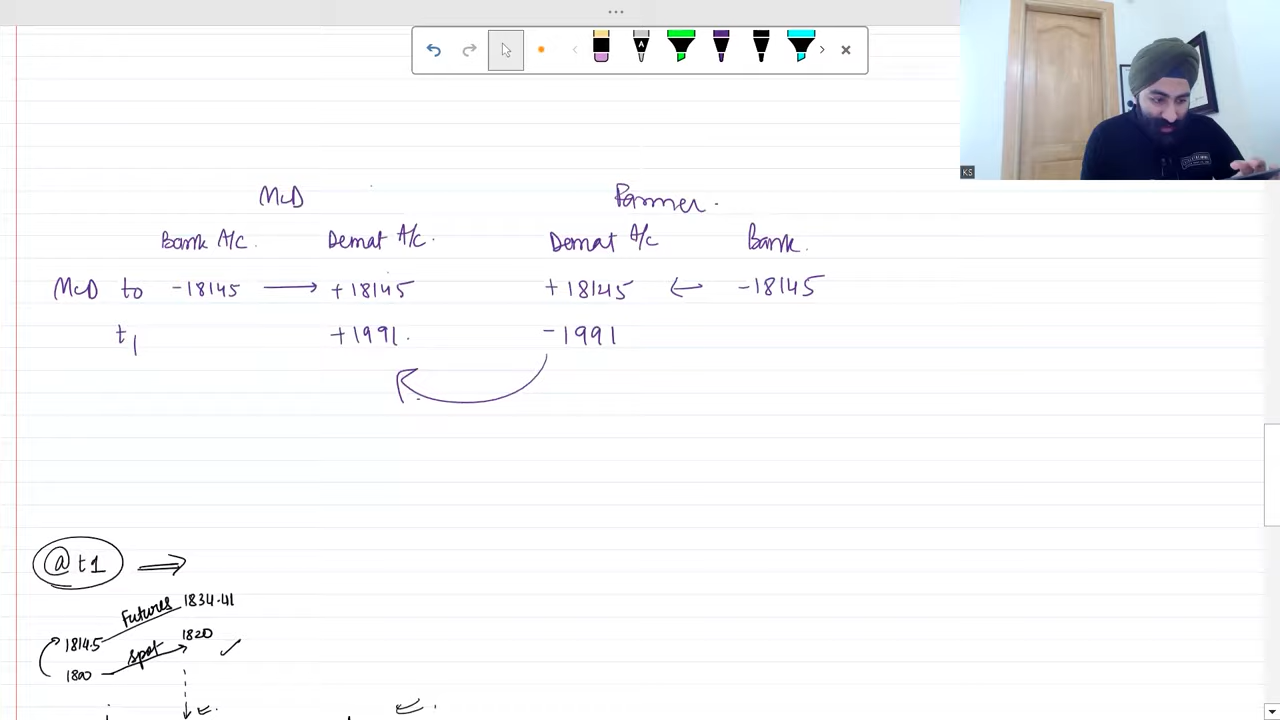 McD Farmer.
Bank A/c. Demat A/c. Demat A/c Bank.
McD to -18145 → +18145 +18145 ← -18145
t1 +1991. -1991
@t1 ⇒
Futures 1834.41
1814.5
spot 1820 ✓
1800
KS